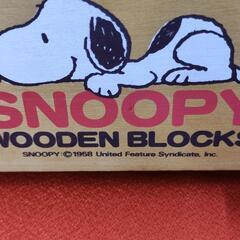 SNOOPY
WOODEN BLOCKS
SNOOPY: ©1958 United Feature Syndicate, Inc.